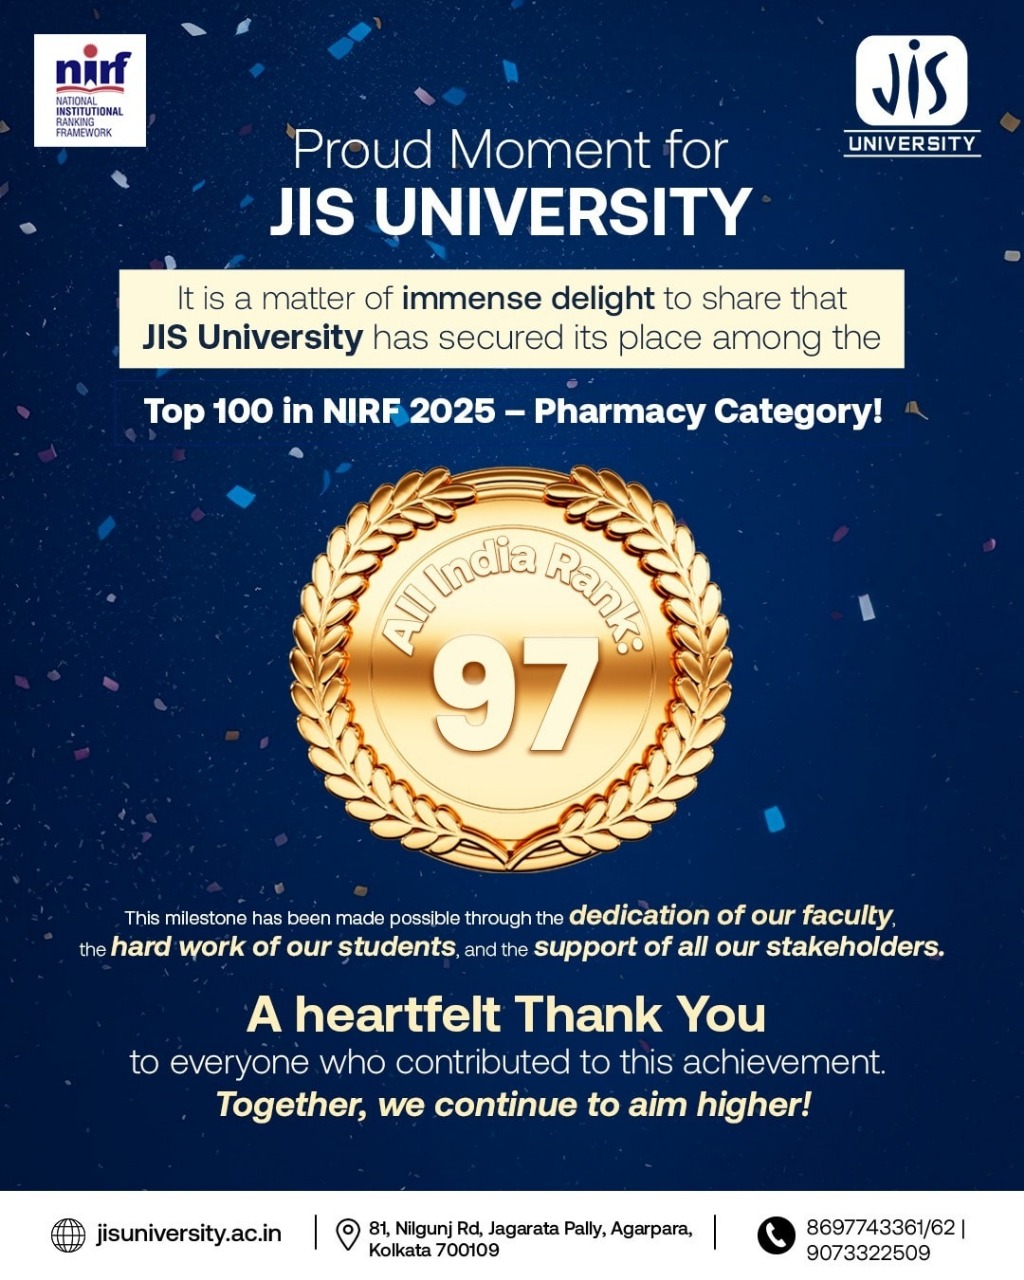 nirf
NATIONAL
INSTITUTIONAL
RANKING
FRAMEWORK
JIS
UNIVERSITY
Proud Moment for
JIS UNIVERSITY
It is a matter of immense delight to share that
JIS University has secured its place among the
Top 100 in NIRF 2025 – Pharmacy Category!
All India Rank:
97
This milestone has been made possible through the dedication of our faculty,
the hard work of our students, and the support of all our stakeholders.
A heartfelt Thank You
to everyone who contributed to this achievement.
Together, we continue to aim higher!
jisuniversity.ac.in
81, Nilgunj Rd, Jagarata Pally, Agarpara,
Kolkata 700109
8697743361/62 |
9073322509